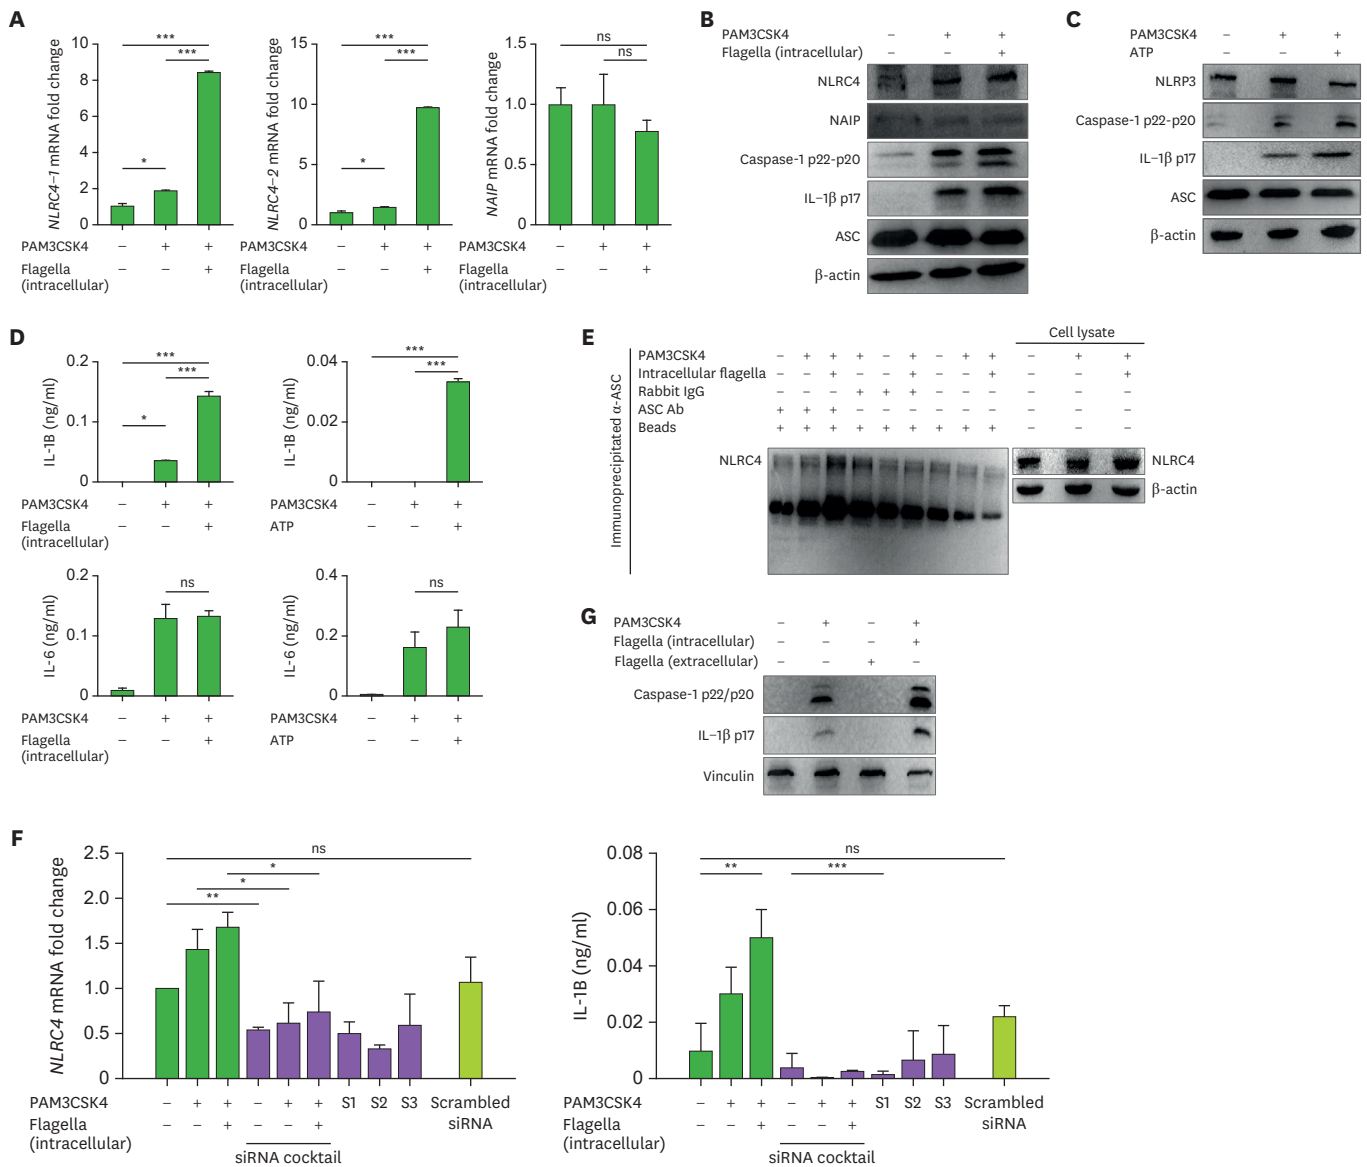 A
NLRC4−1 mRNA fold change
10
8
6
4
2
0
***
***
*
PAM3CSK4 – + +
Flagella (intracellular) – – +
NLRC4−2 mRNA fold change
15
10
5
0
***
***
*
PAM3CSK4 – + +
Flagella (intracellular) – – +
NAIP mRNA fold change
1.5
1.0
0.5
0
ns
ns
PAM3CSK4 – + +
Flagella (intracellular) – – +
B
PAM3CSK4 – + +
Flagella (intracellular) – – +
NLRC4
NAIP
Caspase-1 p22-p20
IL−1β p17
ASC
β-actin
C
PAM3CSK4 – + +
ATP – – +
NLRP3
Caspase-1 p22-p20
IL−1β p17
ASC
β-actin
D
IL-1B (ng/ml)
0.2
0.1
0
***
***
*
PAM3CSK4 – + +
Flagella (intracellular) – – +
IL-1B (ng/ml)
0.04
0.02
0
***
***
PAM3CSK4 – + +
ATP – – +
IL-6 (ng/ml)
0.2
0.1
0
ns
PAM3CSK4 – + +
Flagella (intracellular) – – +
IL-6 (ng/ml)
0.4
0.2
0
ns
PAM3CSK4 – + +
ATP – – +
E
Immunoprecipitated α-ASC
Cell lysate
PAM3CSK4 – + + + – + – + + – + +
Intracellular flagella – – + – – + – – + – – +
Rabbit IgG – – – + + + – – – – – –
ASC Ab + + + – – – – – – – – –
Beads + + + + + + + + + – – –
NLRC4
NLRC4
β-actin
G
PAM3CSK4 – + – +
Flagella (intracellular) – – – +
Flagella (extracellular) – – + –
Caspase-1 p22/p20
IL−1β p17
Vinculin
F
NLRC4 mRNA fold change
2.5
2.0
1.5
1.0
0.5
0
ns
*
*
**
PAM3CSK4 – + + – + + S1 S2 S3 Scrambled
Flagella – – + – – + siRNA
(intracellular)
siRNA cocktail
IL-1B (ng/ml)
0.08
0.06
0.04
0.02
0
ns
** ***
PAM3CSK4 – + + – + + S1 S2 S3 Scrambled
Flagella – – + – – + siRNA
(intracellular)
siRNA cocktail